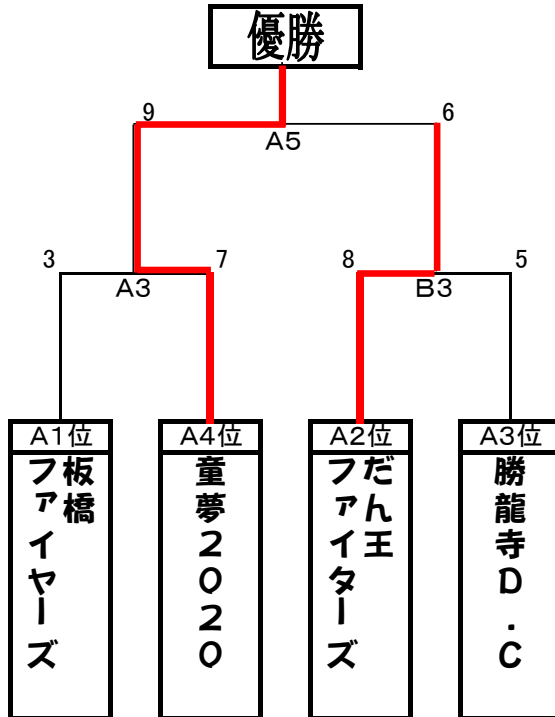 優勝
9
6
A5
3
7
8
5
A3
B3
A1位
A4位
A2位
A3位
板橋
ファイヤーズ
童夢2020
だん王
ファイターズ
勝龍寺D.C